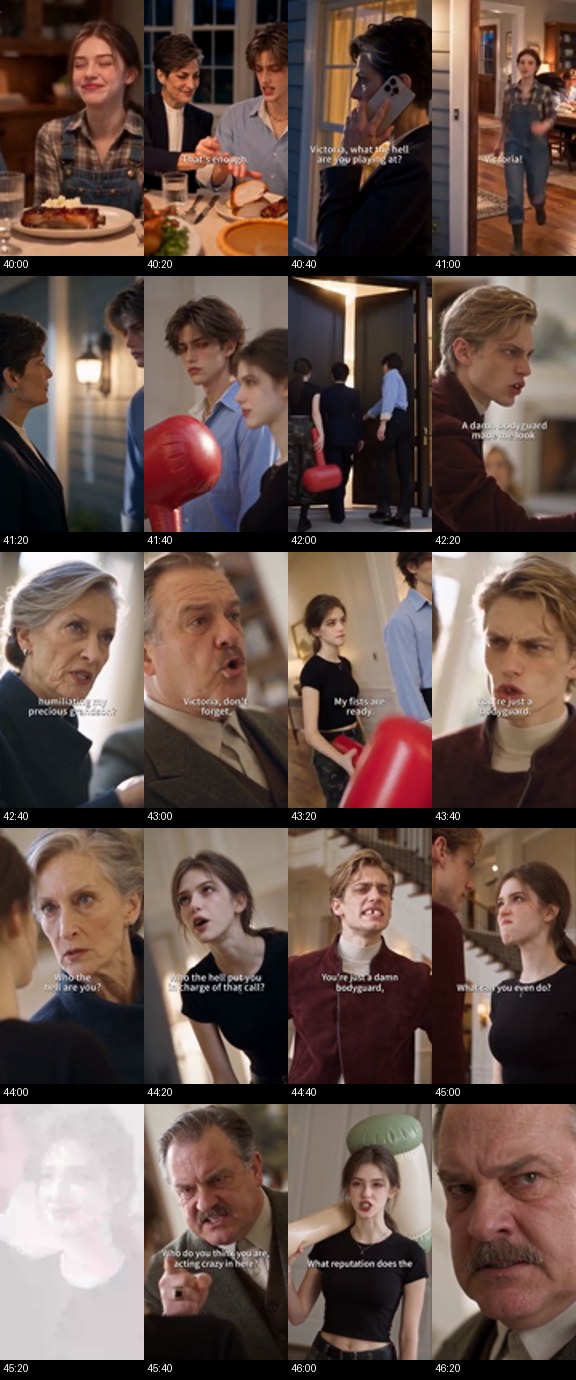 40:00
That's enough.
40:20
Victoria, what the hell
are you playing at?
40:40
Victoria!
41:00
41:20
41:40
42:00
A damn bodyguard
made me look
42:20
humiliating my
precious grandson?
42:40
Victoria, don't
forget,
43:00
My fists are
ready.
43:20
You're just a
bodyguard.
43:40
Who the
hell are you?
44:00
Who the hell put you
in charge of that call?
44:20
You're just a damn
bodyguard,
44:40
What can you even do?
45:00
45:20
Who do you think you are,
acting crazy in here?
45:40
What reputation does the
46:00
46:20